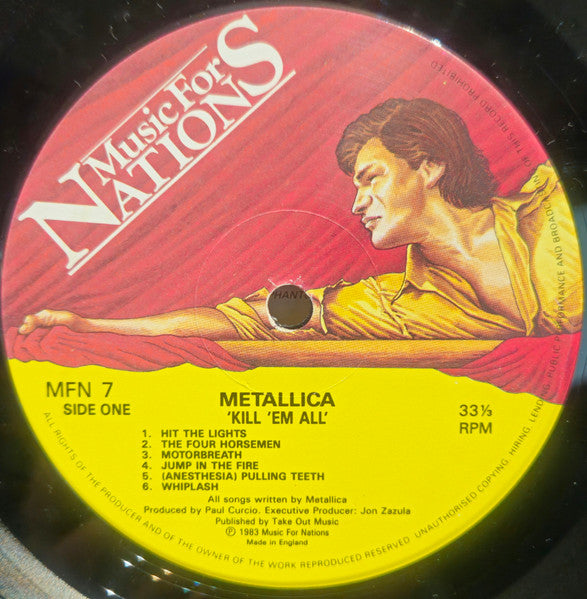 Music For
NATIONS
MFN 7
SIDE ONE
METALLICA
'KILL 'EM ALL'
33⅓
RPM
1. HIT THE LIGHTS
2. THE FOUR HORSEMEN
3. MOTORBREATH
4. JUMP IN THE FIRE
5. (ANESTHESIA) PULLING TEETH
6. WHIPLASH
All songs written by Metallica
Produced by Paul Curcio. Executive Producer: Jon Zazula
Published by Take Out Music
℗ 1983 Music For Nations
Made in England
ALL RIGHTS OF THE PRODUCER AND OF THE OWNER OF THE WORK REPRODUCED RESERVED. UNAUTHORISED COPYING, HIRING, LENDING, PUBLIC PERFORMANCE AND BROADCASTING OF THIS RECORD PROHIBITED